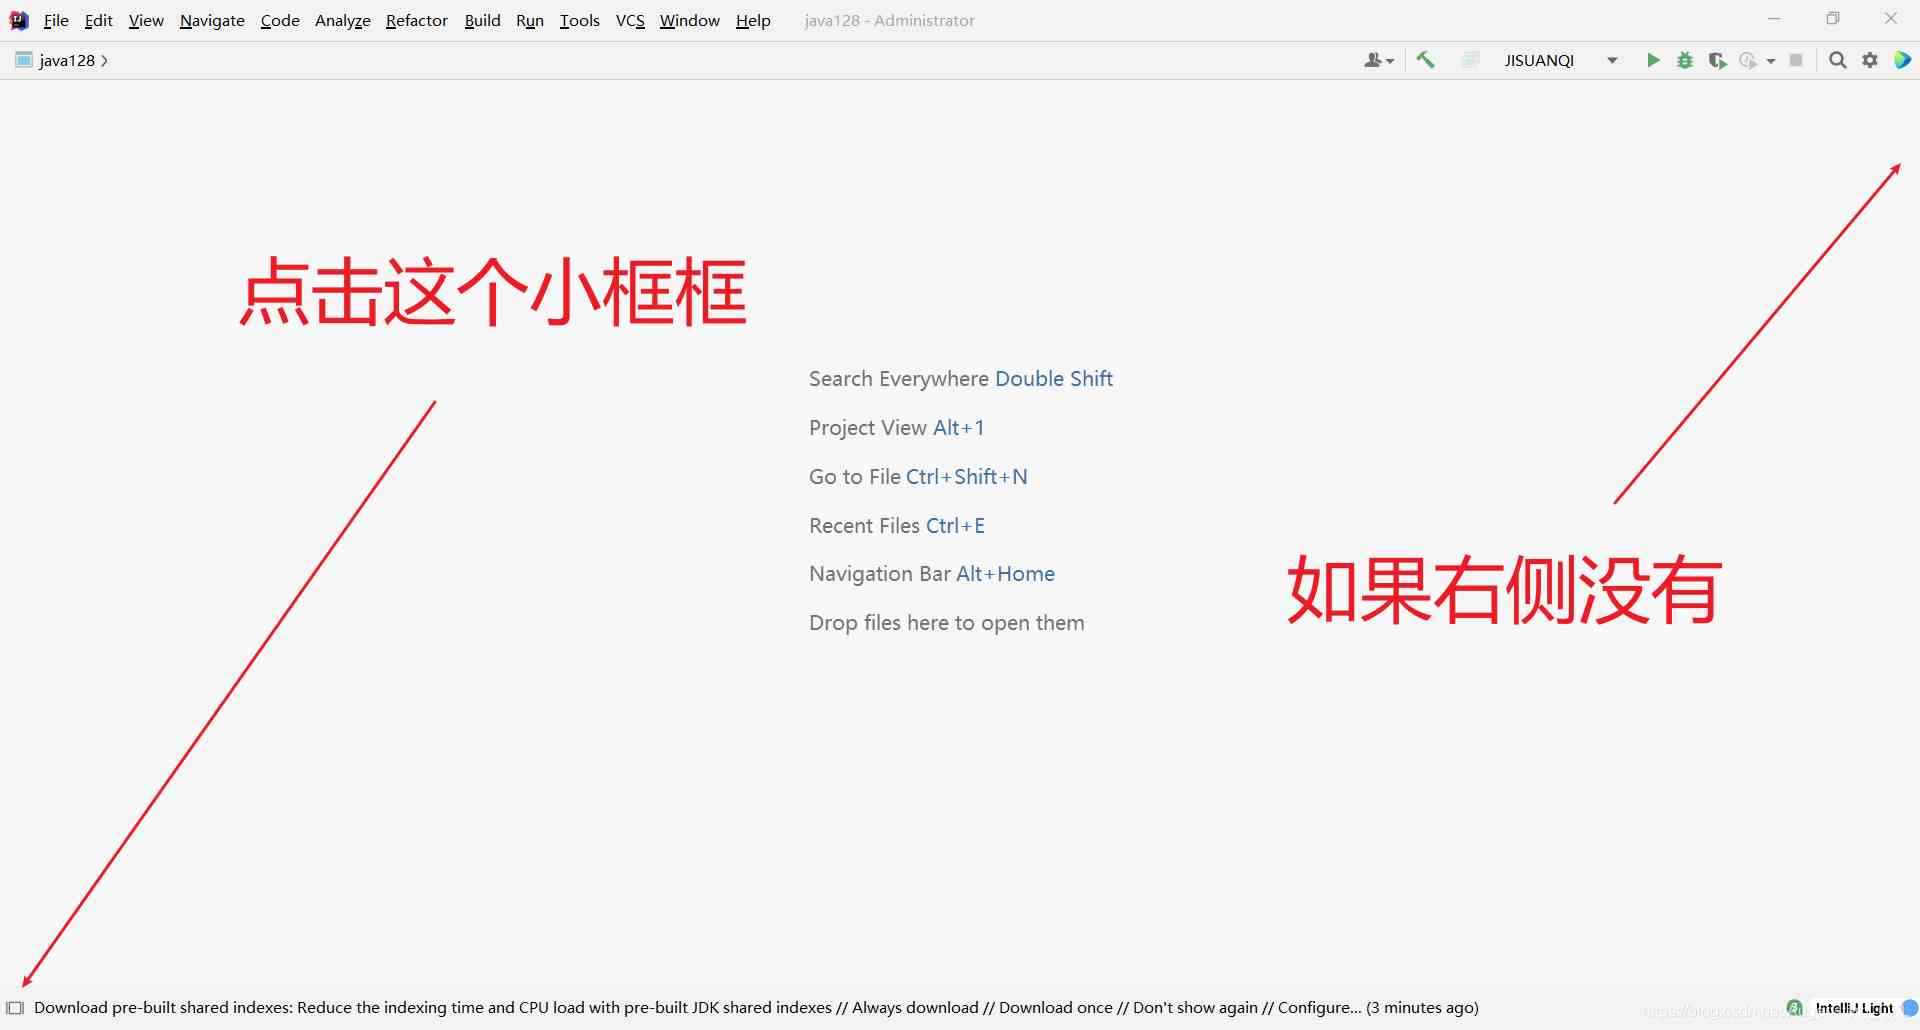 File Edit View Navigate Code Analyze Refactor Build Run Tools VCS Window Help java128 - Administrator
java128 JISUANQI
点击这个小框框
Search Everywhere Double Shift
Project View Alt+1
Go to File Ctrl+Shift+N
Recent Files Ctrl+E
Navigation Bar Alt+Home
如果右侧没有
Drop files here to open them
Download pre-built shared indexes: Reduce the indexing time and CPU load with pre-built JDK shared indexes // Always download // Download once // Don't show again // Configure... (3 minutes ago) IntelliJ Light